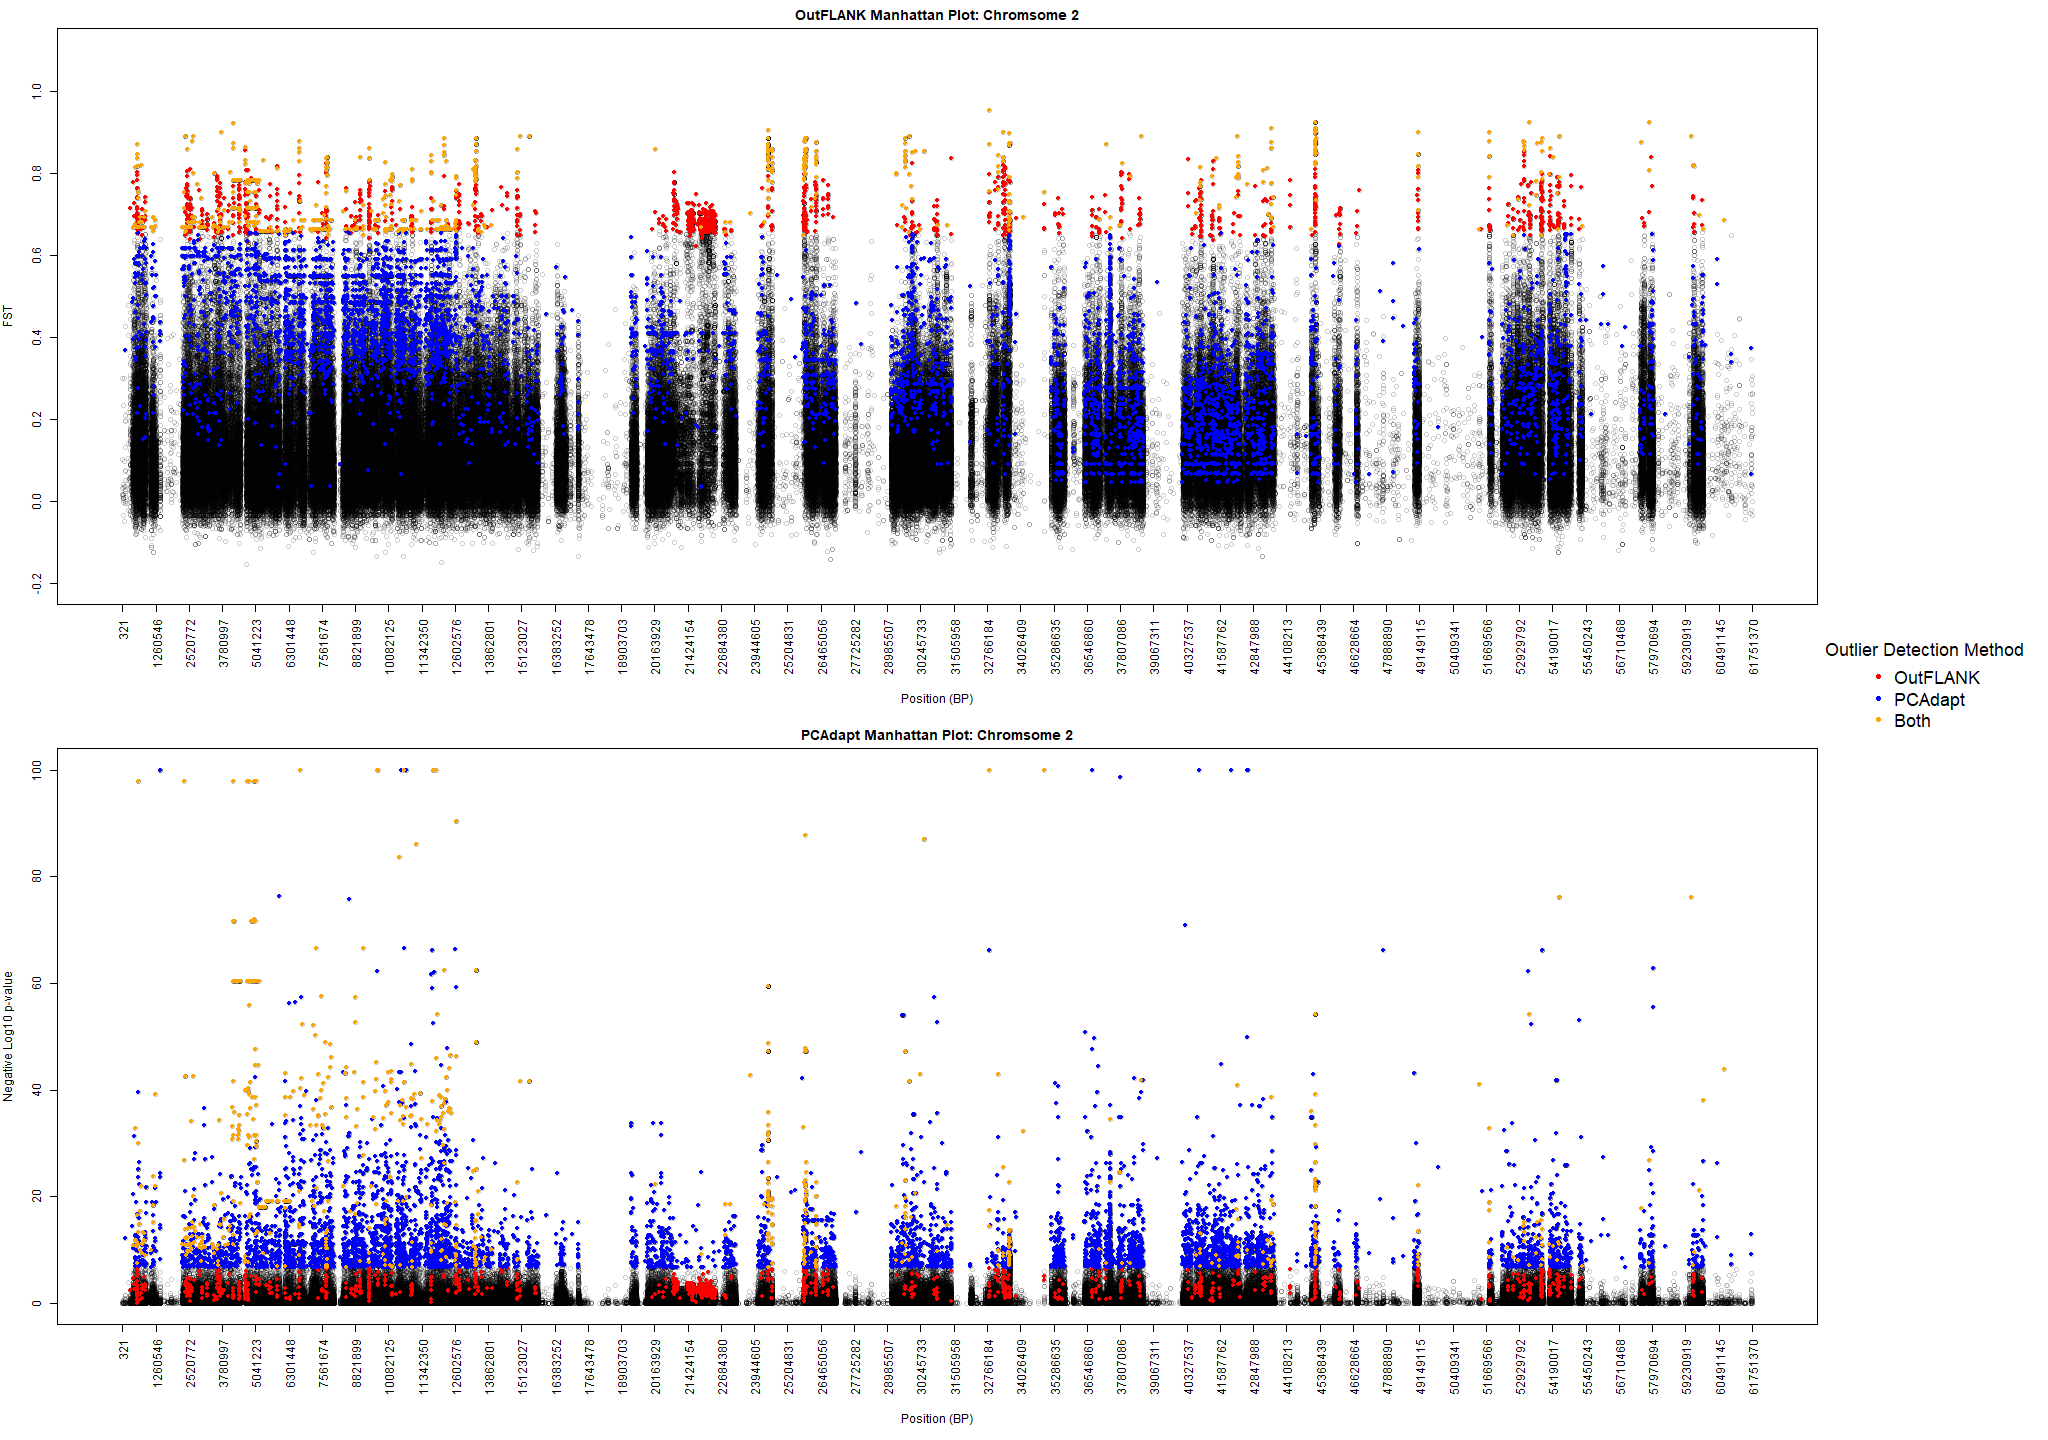 OutFLANK Manhattan Plot: Chromsome 2
FST
1.0
0.8
0.6
0.4
0.2
0.0
-0.2
321 1260546 2520772 3780997 5041223 6301448 7561674 8821899 10082125 11342350 12602576 13862801 15123027 16383252 17643478 18903703 20163929 21424154 22684380 23944605 25204831 26465056 27725282 28985507 30245733 31505958 32766184 34026409 35286635 36546860 37807086 39067311 40327537 41587762 42847988 44108213 45368439 46628664 47888890 49149115 50409341 51669566 52929792 54190017 55450243 56710468 57970694 59230919 60491145 61751370
Position (BP)
Outlier Detection Method
OutFLANK
PCAdapt
Both
PCAdapt Manhattan Plot: Chromsome 2
Negative Log10 p-value
100
80
60
40
20
0
321 1260546 2520772 3780997 5041223 6301448 7561674 8821899 10082125 11342350 12602576 13862801 15123027 16383252 17643478 18903703 20163929 21424154 22684380 23944605 25204831 26465056 27725282 28985507 30245733 31505958 32766184 34026409 35286635 36546860 37807086 39067311 40327537 41587762 42847988 44108213 45368439 46628664 47888890 49149115 50409341 51669566 52929792 54190017 55450243 56710468 57970694 59230919 60491145 61751370
Position (BP)